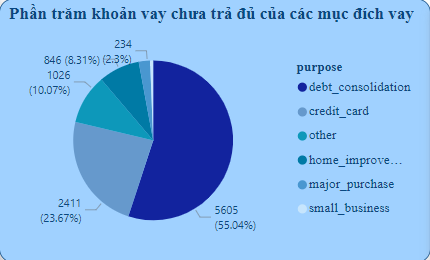 Phần trăm khoản vay chưa trả đủ của các mục đích vay
234
(2.3%)
846 (8.31%)
1026
(10.07%)
2411
(23.67%)
5605
(55.04%)
purpose
debt_consolidation
credit_card
other
home_improve...
major_purchase
small_business